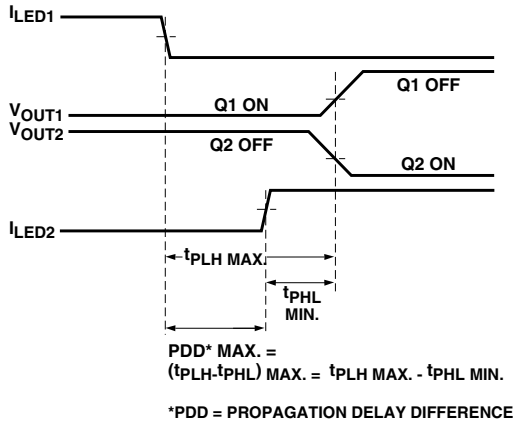 ILED1
Q1 OFF
VOUT1
Q1 ON
VOUT2
Q2 OFF
Q2 ON
ILED2
tPLH MAX.
tPHL
MIN.
PDD* MAX. =
(tPLH-tPHL) MAX. = tPLH MAX. - tPHL MIN.
*PDD = PROPAGATION DELAY DIFFERENCE